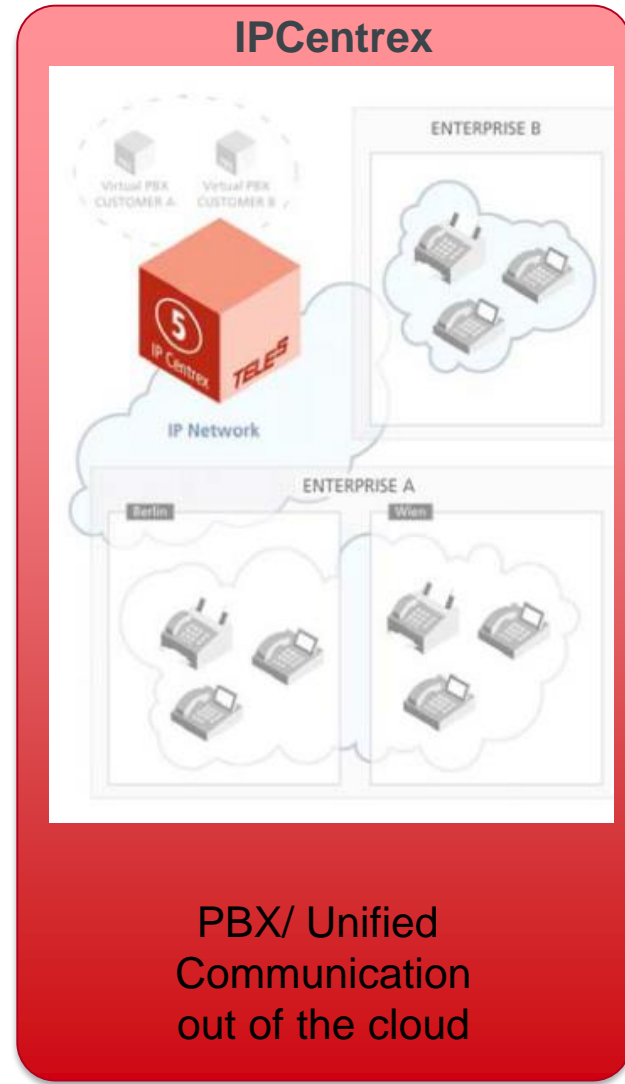 IPCentrex
ENTERPRISE B
Virtual PBX
CUSTOMER A
Virtual PBX
CUSTOMER B
5
IP Centrex
TELES
IP Network
ENTERPRISE A
Berlin
Wien
PBX/ Unified
Communication
out of the cloud